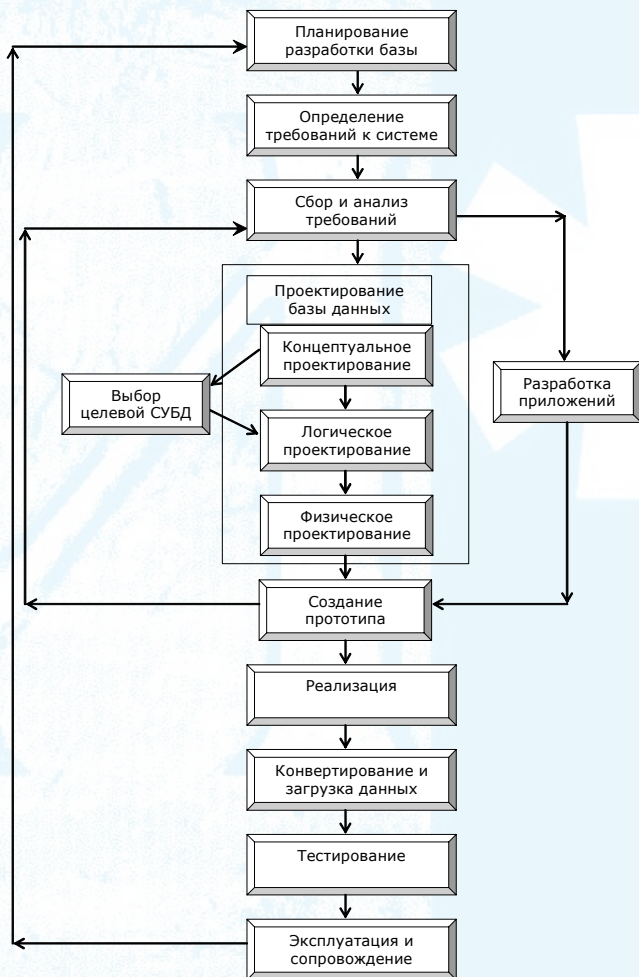 Планирование
разработки базы
Определение
требований к системе
Сбор и анализ
требований
Проектирование
базы данных
Концептуальное
проектирование
Выбор
целевой СУБД
Разработка
приложений
Логическое
проектирование
Физическое
проектирование
Создание
прототипа
Реализация
Конвертирование и
загрузка данных
Тестирование
Эксплуатация и
сопровождение